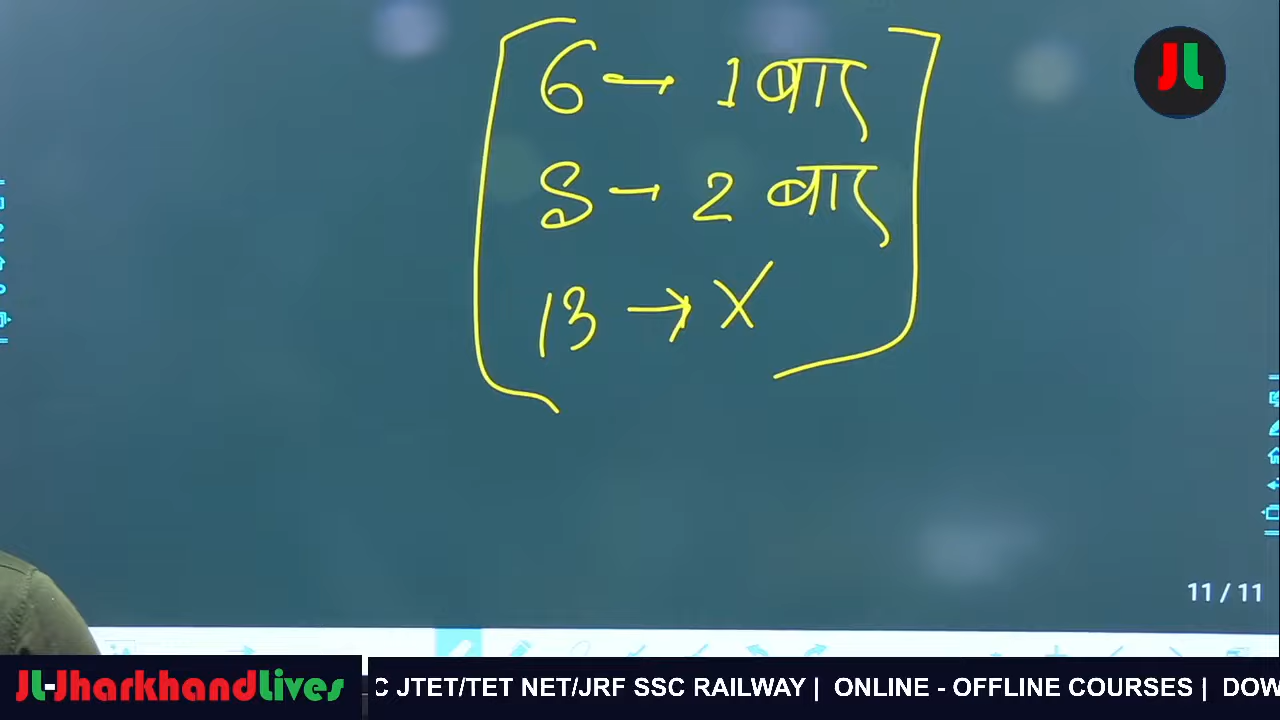 6 → 1 बार
8 → 2 बार
13 → X
JL
11 / 11
JL-JharkhandLives
C JTET/TET NET/JRF SSC RAILWAY | ONLINE - OFFLINE COURSES | DOW